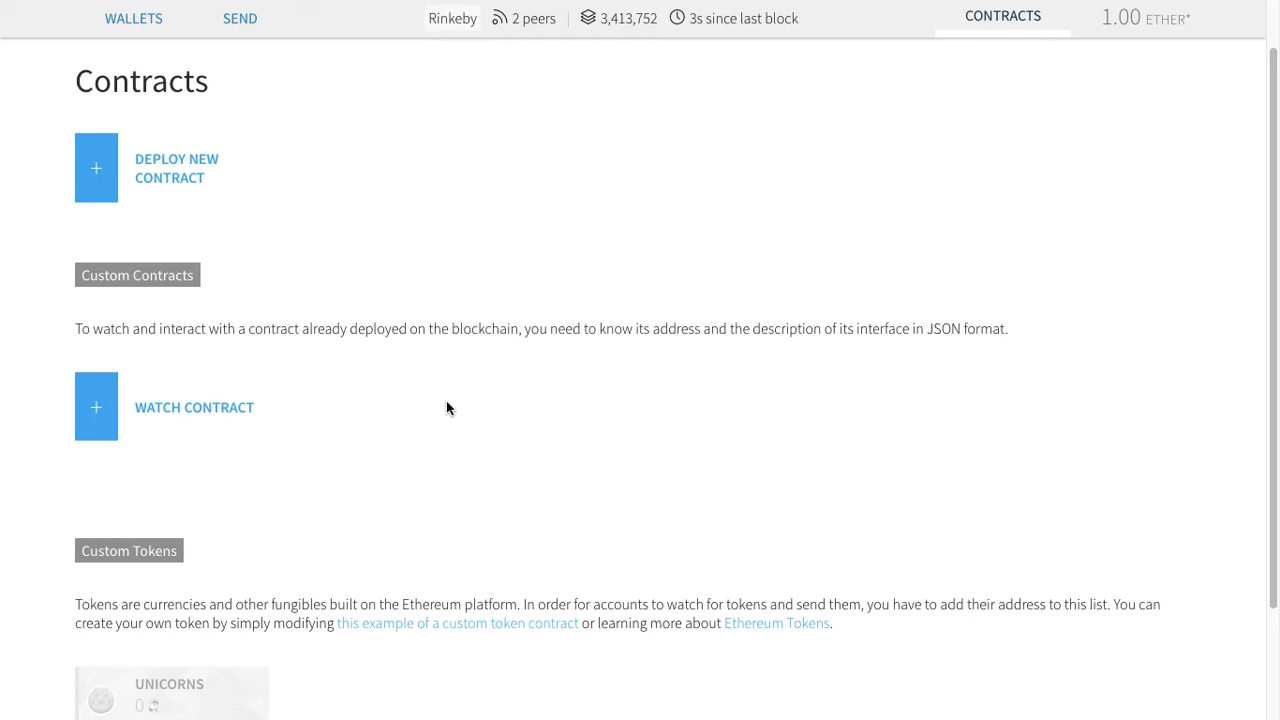 WALLETS SEND Rinkeby 2 peers 3,413,752 3s since last block CONTRACTS 1.00 ETHER*
Contracts
DEPLOY NEW
CONTRACT
Custom Contracts
To watch and interact with a contract already deployed on the blockchain, you need to know its address and the description of its interface in JSON format.
WATCH CONTRACT
Custom Tokens
Tokens are currencies and other fungibles built on the Ethereum platform. In order for accounts to watch for tokens and send them, you have to add their address to this list. You can
create your own token by simply modifying this example of a custom token contract or learning more about Ethereum Tokens.
UNICORNS
0